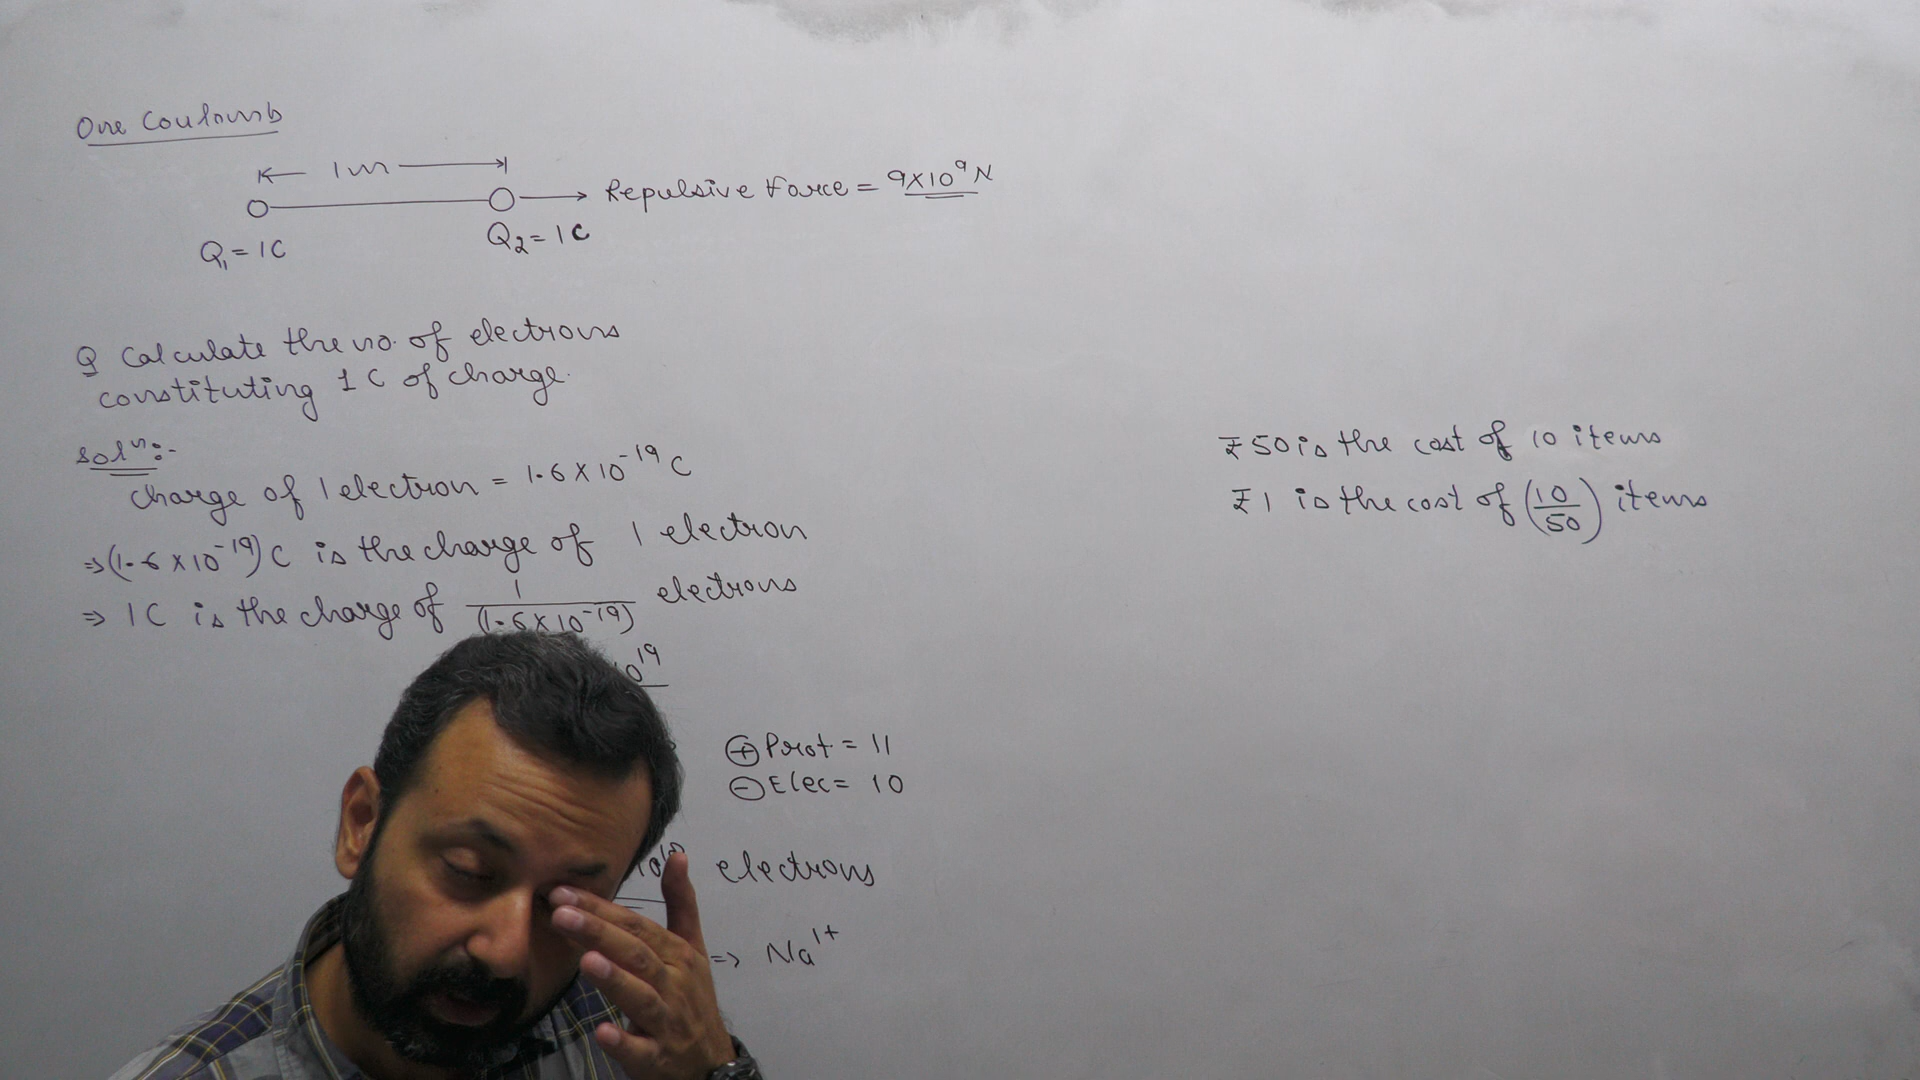 One Coulomb
1m
Repulsive Force = 9×10⁹ N
Q₁ = 1C
Q₂ = 1C
Q Calculate the no. of electrons
constituting 1 C of charge.
Solⁿ:-
Charge of 1 electron = 1.6 × 10⁻¹⁹ C
⇒ (1.6 × 10⁻¹⁹) C is the charge of 1 electron
⇒ 1C is the charge of 1/(1.6 × 10⁻¹⁹) electrons
⊕ Prot = 11
⊖ Elec = 10
electrons
⇒ Na¹⁺
₹50 is the cost of 10 items
₹1 is the cost of (10/50) items